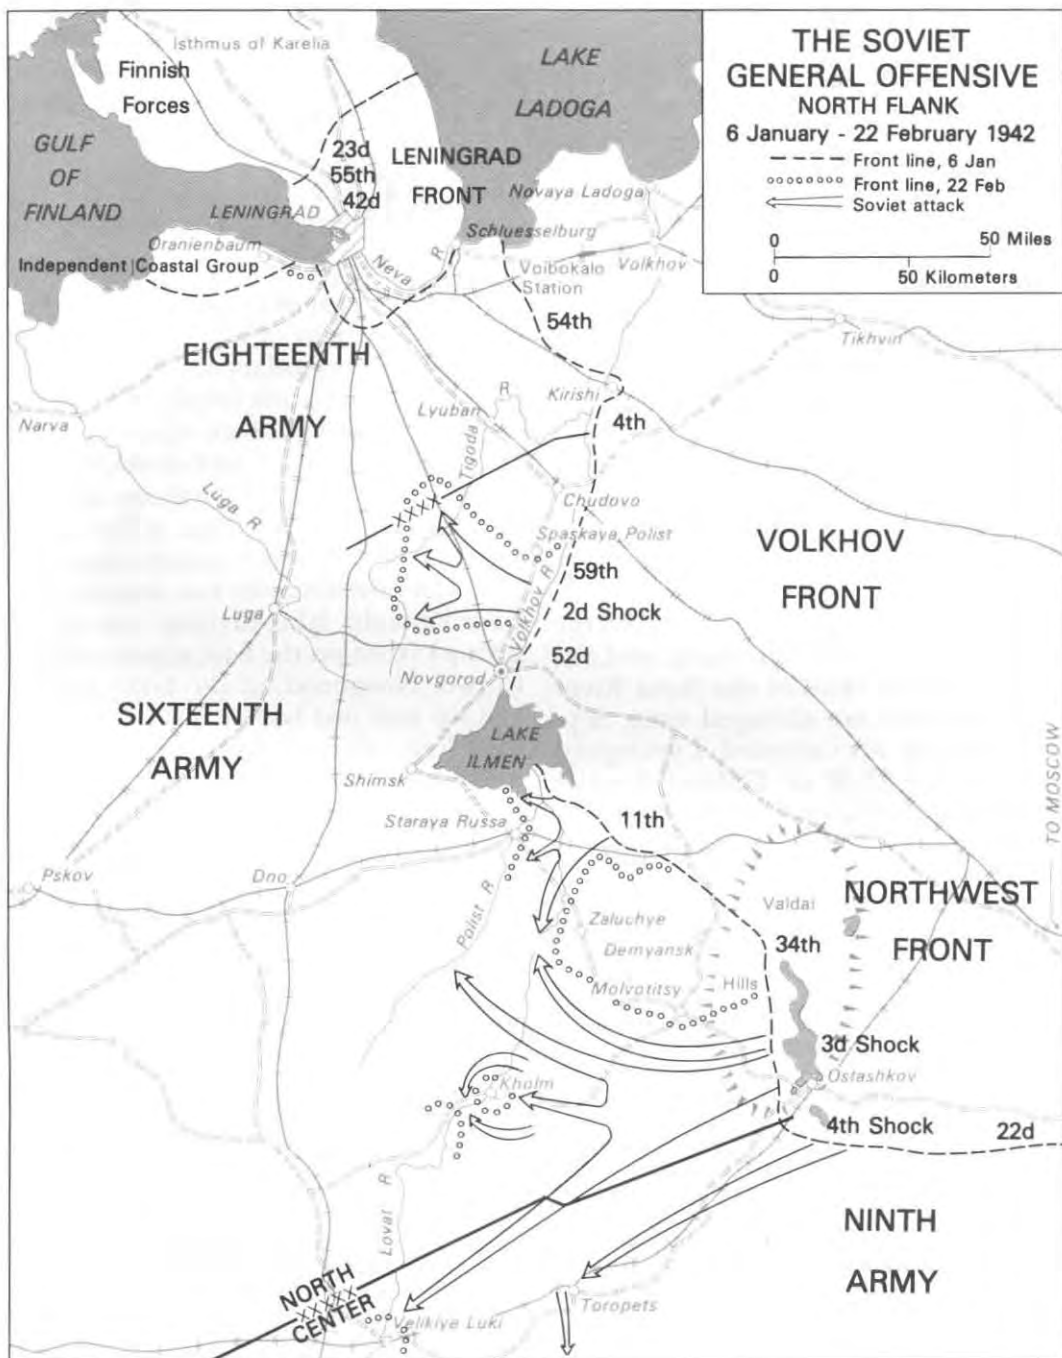 THE SOVIET
GENERAL OFFENSIVE
NORTH FLANK
6 January - 22 February 1942
Front line, 6 Jan
Front line, 22 Feb
Soviet attack
0 50 Miles
0 50 Kilometers
Isthmus of Karelia
Finnish
Forces
LAKE
LADOGA
GULF
OF
FINLAND
23d
55th
42d
LENINGRAD
FRONT
LENINGRAD
Novaya Ladoga
Schluesselburg
Oranienbaum
Independent Coastal Group
Neva
R
Voibokalo
Station
Volkhov
54th
Tikhvin
EIGHTEENTH
ARMY
Narva
Luga R
Lyuban
R
Tigoda
Kirishi
4th
Chudovo
Spaskaya Polist
VOLKHOV
FRONT
59th
2d Shock
Volkhov R
52d
Luga
Novgorod
SIXTEENTH
ARMY
LAKE
ILMEN
Shimsk
Staraya Russa
11th
TO MOSCOW
Pskov
Dno
Polist R
Zaluchye
Demyansk
Molvotitsy
Valdai
Hills
34th
NORTHWEST
FRONT
3d Shock
Ostashkov
Kholm
4th Shock
22d
Lovat R
NINTH
ARMY
NORTH
XXXXX
CENTER
Velikiye Luki
Toropets
XXXX